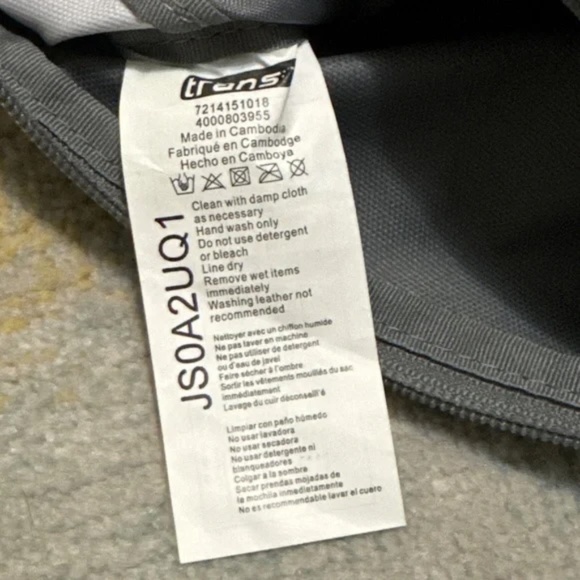 trans
7214151018
4000803955
Made in Cambodia
Fabriqué en Cambodge
Hecho en Camboya
JS0A2UQ1
Clean with damp cloth
as necessary
Hand wash only
Do not use detergent
or bleach
Line dry
Remove wet items
immediately
Washing leather not
recommended
Nettoyer avec un chiffon humide
Ne pas laver en machine
Ne pas utiliser de detergent
ou d'eau de javel
Faire sécher à l'ombre
Sortir les vêtements mouillés du sac
immédiatement
Lavage du cuir déconseillé
Limpiar con paño húmedo
No usar lavadora
No usar secadora
No usar detergente ni
blanqueadores
Colgar a la sombra
Secar prendas mojadas de
la mochila inmediatamente
No es recommendable lavar el cuero